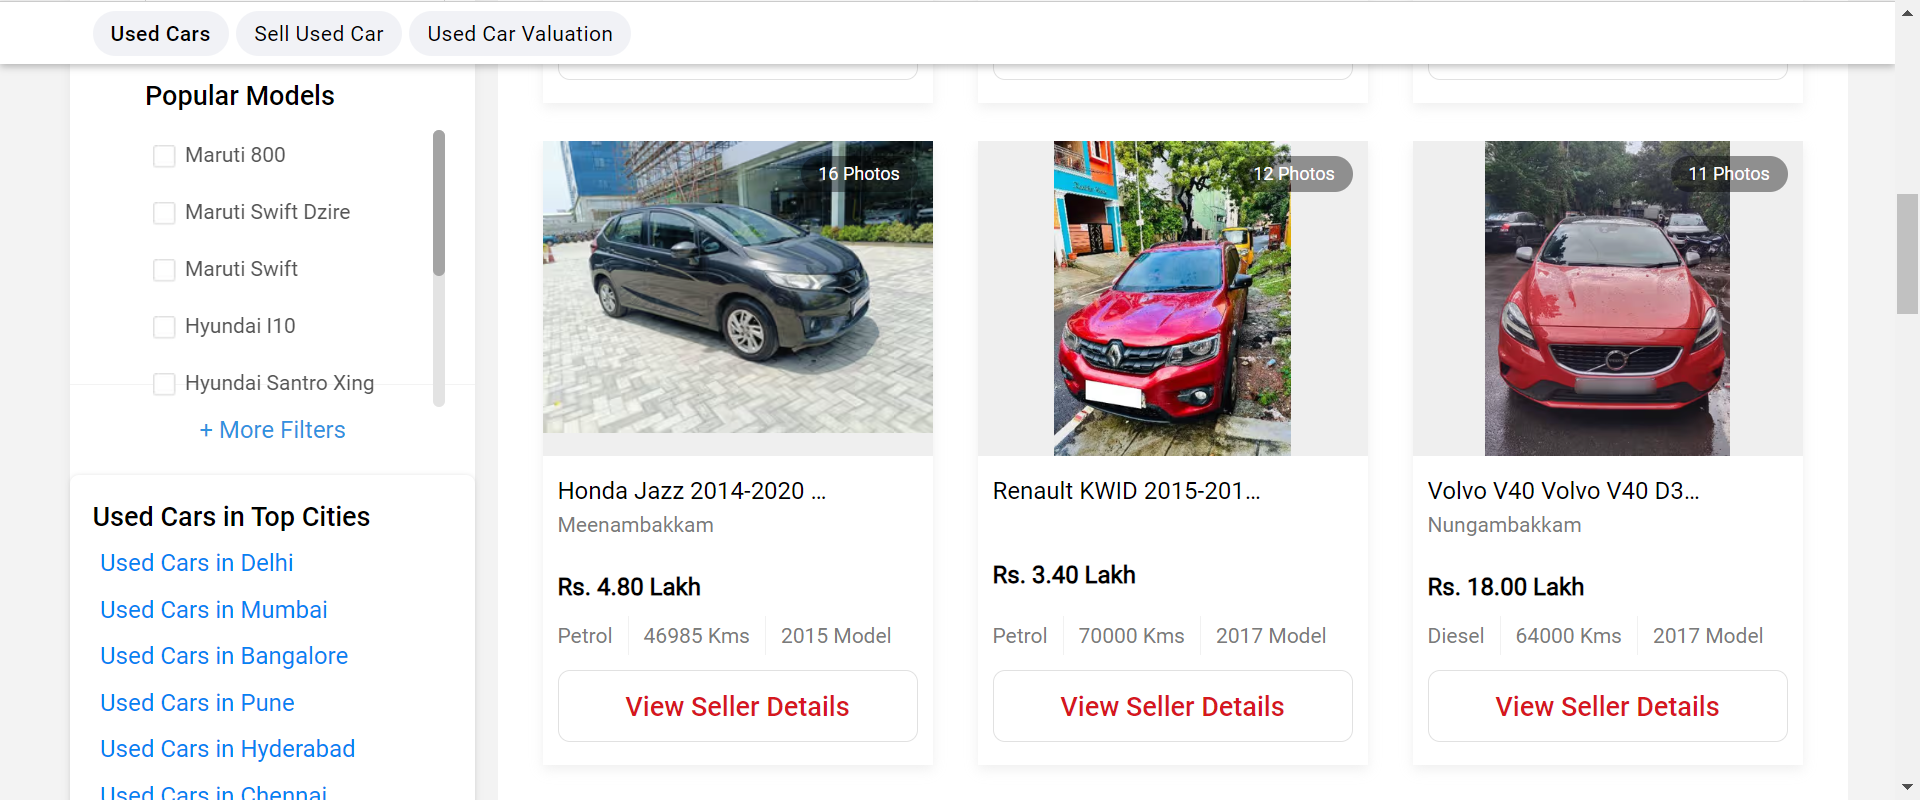 Used Cars
Sell Used Car
Used Car Valuation
Popular Models
Maruti 800
Maruti Swift Dzire
Maruti Swift
Hyundai I10
Hyundai Santro Xing
+ More Filters
Used Cars in Top Cities
Used Cars in Delhi
Used Cars in Mumbai
Used Cars in Bangalore
Used Cars in Pune
Used Cars in Hyderabad
Used Cars in Chennai
16 Photos
Honda Jazz 2014-2020 ...
Meenambakkam
Rs. 4.80 Lakh
Petrol 46985 Kms 2015 Model
View Seller Details
12 Photos
Renault KWID 2015-201...
Rs. 3.40 Lakh
Petrol 70000 Kms 2017 Model
View Seller Details
11 Photos
Volvo V40 Volvo V40 D3...
Nungambakkam
Rs. 18.00 Lakh
Diesel 64000 Kms 2017 Model
View Seller Details